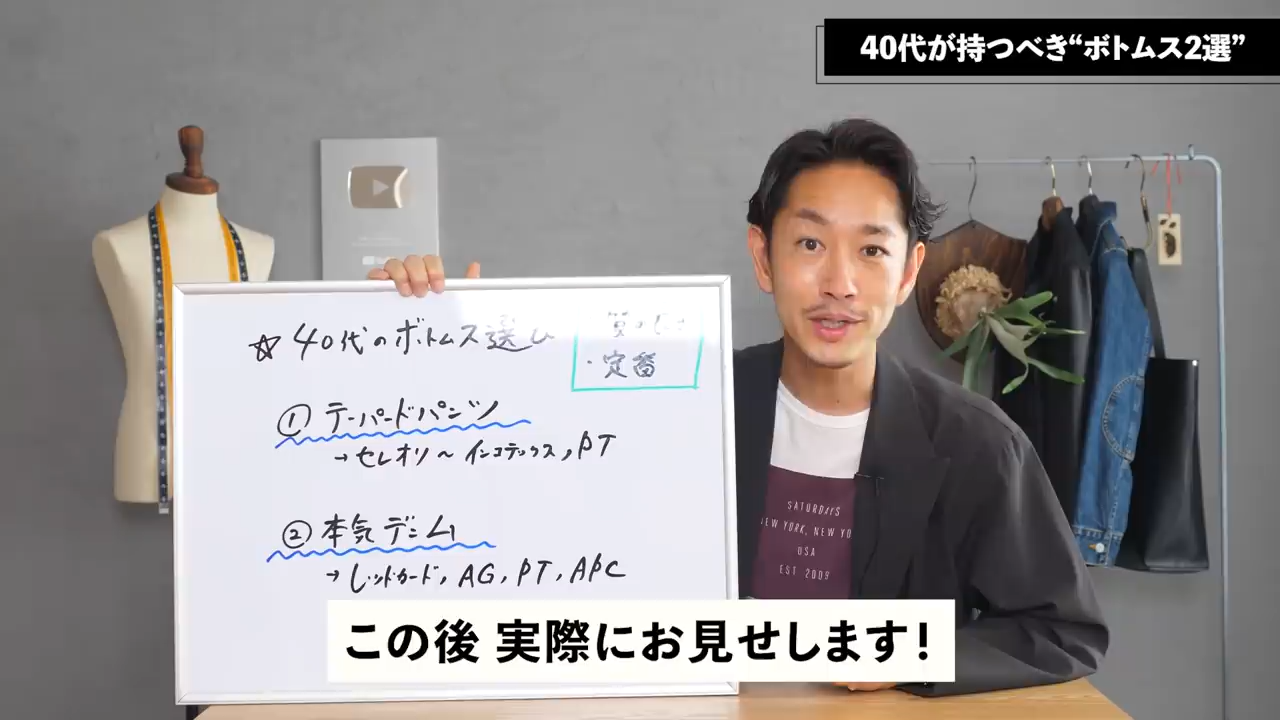 40代が持つべき“ボトムス2選”
☆40代のボトムス選び
・定番
① テーパードパンツ
→セレオリ～インコテックス, PT
② 本気デニム
→レッドカード, AG, PT, APC
SATURDAYS
NEW YORK, NEW YO
USA
EST 2009
この後 実際にお見せします!